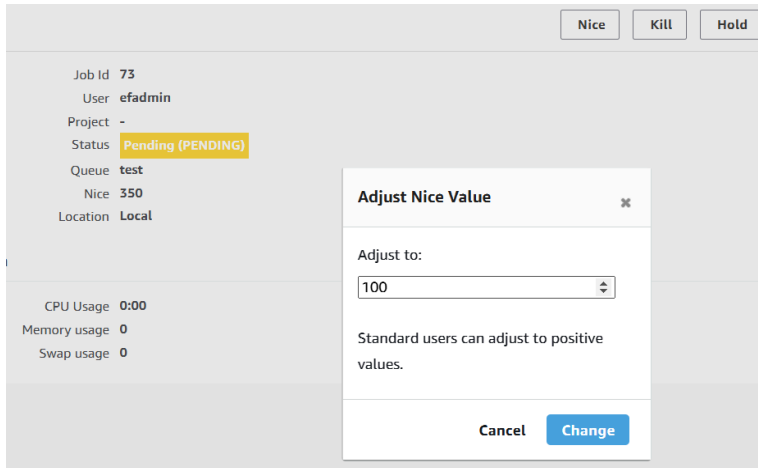 Nice Kill Hold
Job Id 73
User efadmin
Project -
Status Pending (PENDING)
Queue test
Nice 350
Location Local
CPU Usage 0:00
Memory usage 0
Swap usage 0
Adjust Nice Value
Adjust to:
100
Standard users can adjust to positive
values.
Cancel Change